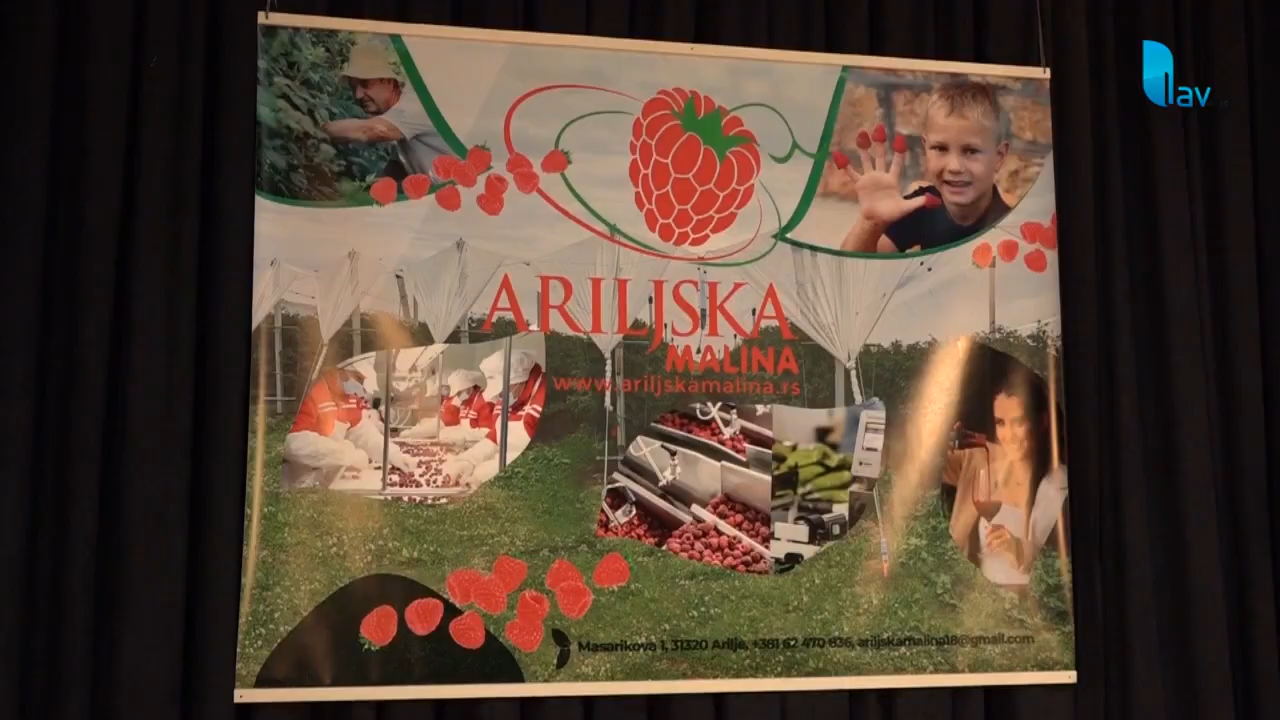 lav
ARILJSKA
MALINA
www.ariljskamalina.rs
Masarikova 1, 31320 Arilje, +381 62 470 836, ariljskamalina18@gmail.com